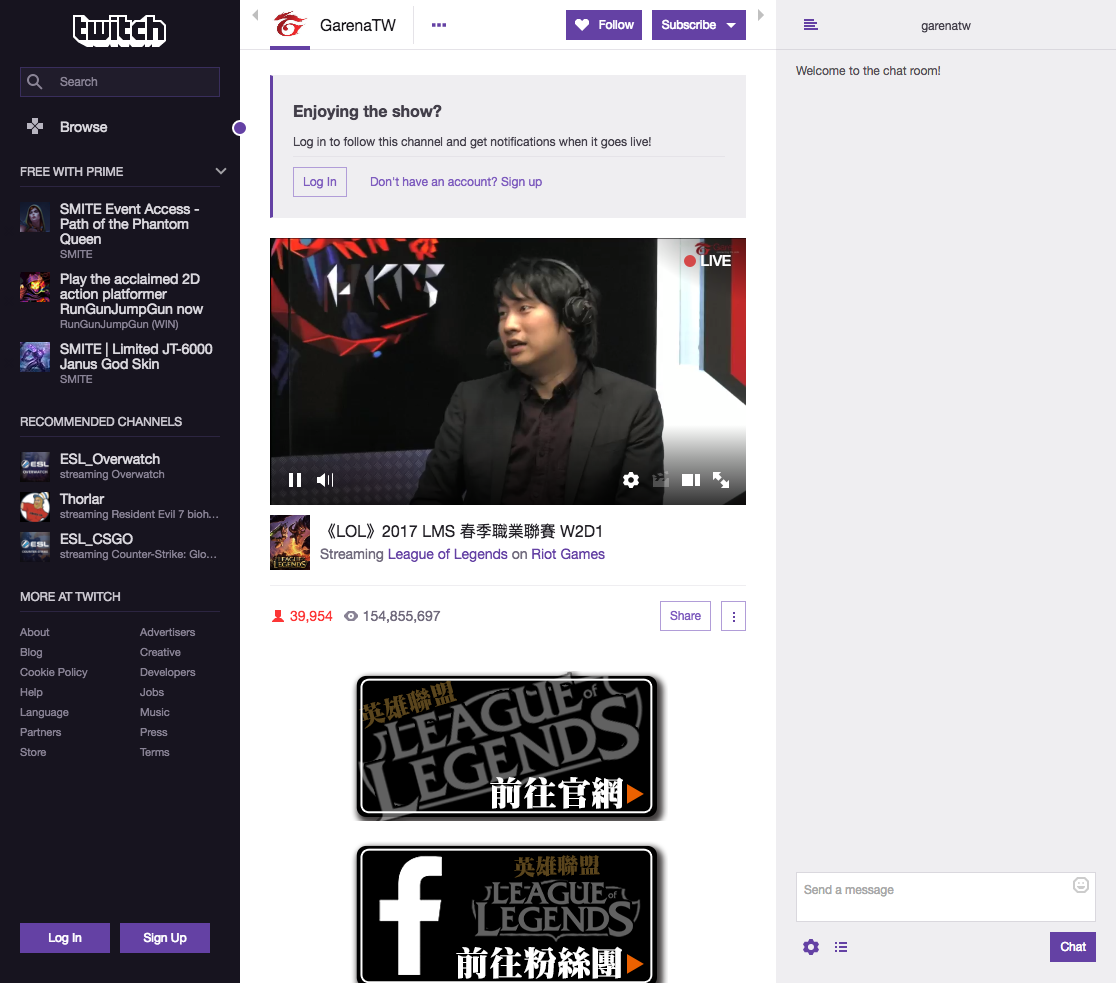 twitch
Search
Browse
FREE WITH PRIME
SMITE Event Access -
Path of the Phantom
Queen
SMITE
Play the acclaimed 2D
action platformer
RunGunJumpGun now
RunGunJumpGun (WIN)
SMITE | Limited JT-6000
Janus God Skin
SMITE
RECOMMENDED CHANNELS
ESL_Overwatch
streaming Overwatch
Thorlar
streaming Resident Evil 7 bioh...
ESL_CSGO
streaming Counter-Strike: Glo...
MORE AT TWITCH
About
Advertisers
Blog
Creative
Cookie Policy
Developers
Help
Jobs
Language
Music
Partners
Press
Store
Terms
Log In
Sign Up
GarenaTW
Follow
Subscribe
Enjoying the show?
Log in to follow this channel and get notifications when it goes live!
Log In
Don't have an account? Sign up
LIVE
《LOL》2017 LMS 春季職業聯賽 W2D1
Streaming League of Legends on Riot Games
LEAGUE OF
LEGENDS
39,954
154,855,697
Share
英雄聯盟
LEAGUE of
LEGENDS
前往官網
英雄聯盟
LEAGUE of
LEGENDS
前往粉絲團
garenatw
Welcome to the chat room!
Send a message
Chat